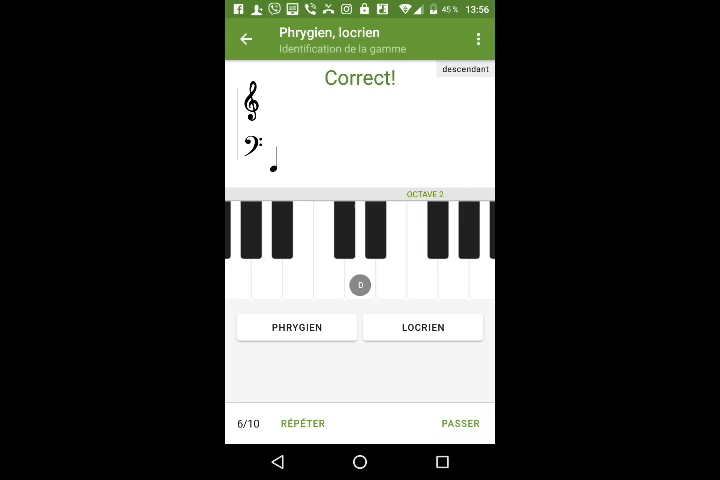 45 % 13:56
Phrygien, locrien
Identification de la gamme
descendant
Correct!
OCTAVE 2
D
PHRYGIEN LOCRIEN
6/10 RÉPÉTER PASSER